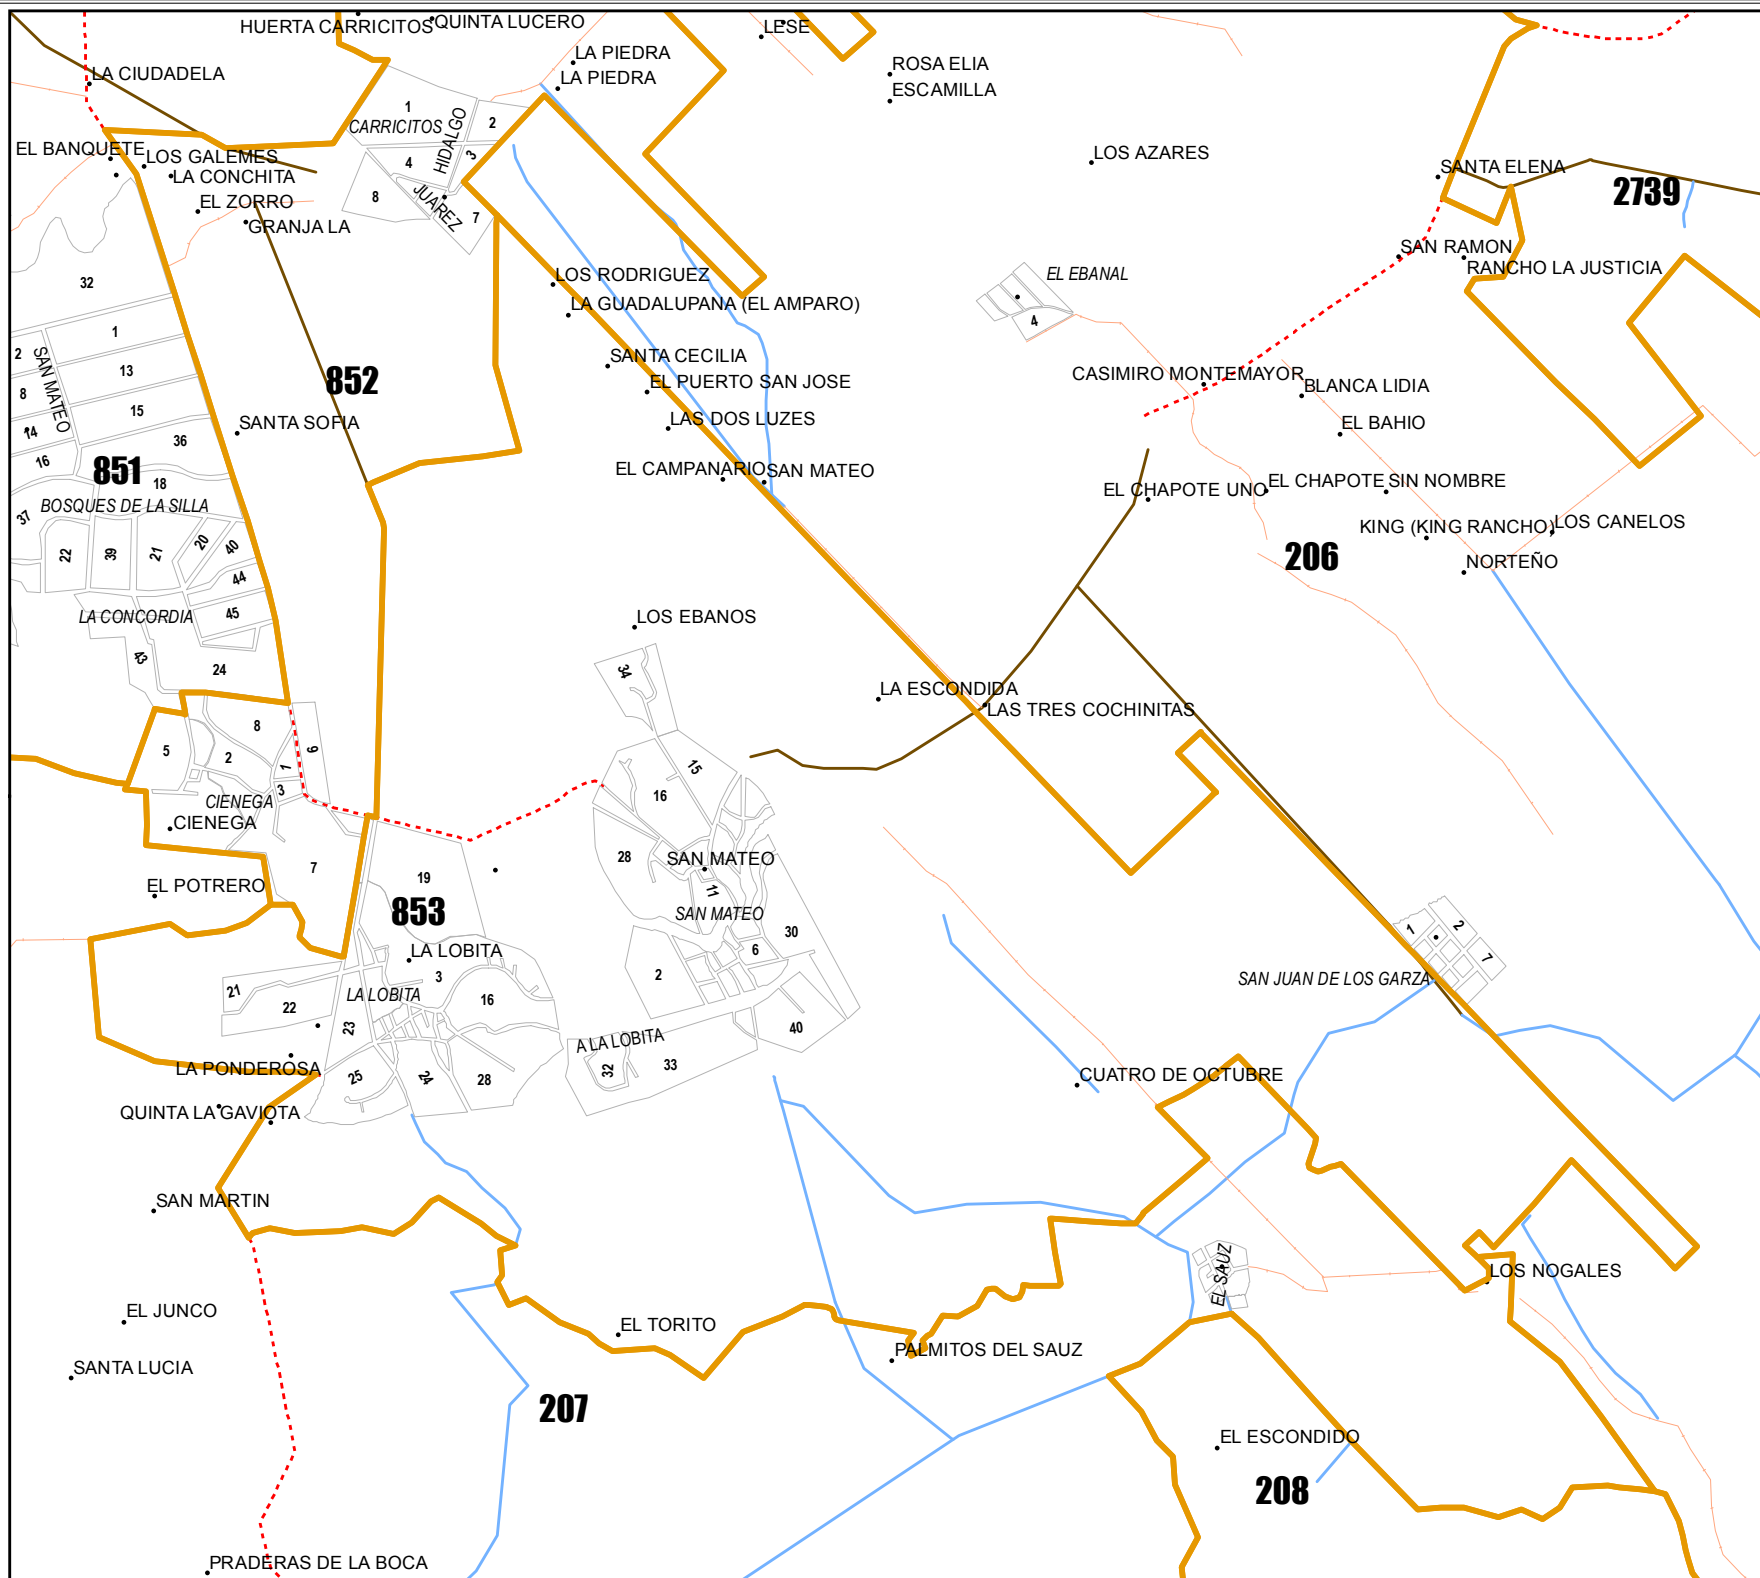 HUERTA CARRICITOS
QUINTA LUCERO
LESE
LA PIEDRA
LA PIEDRA
ROSA ELIA
ESCAMILLA
LA CIUDADELA
1
CARRICITOS
HIDALGO
2
EL BANQUETE
LOS GALEMES
LA CONCHITA
4
3
LOS AZARES
SANTA ELENA
2739
EL ZORRO
GRANJA LA
8
JUAREZ
7
SAN RAMON
RANCHO LA JUSTICIA
32
LOS RODRIGUEZ
LA GUADALUPANA (EL AMPARO)
EL EBANAL
4
1
2
SAN MATEO
13
8
15
14
36
16
852
SANTA CECILIA
EL PUERTO SAN JOSE
LAS DOS LUZES
CASIMIRO MONTEMAYOR
BLANCA LIDIA
EL BAHIO
SANTA SOFIA
851
18
BOSQUES DE LA SILLA
37
EL CAMPANARIO
SAN MATEO
EL CHAPOTE UNO
EL CHAPOTE
SIN NOMBRE
KING (KING RANCHO)
LOS CANELOS
NORTEÑO
206
22
39
21
20
40
44
45
LA CONCORDIA
43
24
LOS EBANOS
34
LA ESCONDIDA
LAS TRES COCHINITAS
8
5
2
1
9
3
CIENEGA
CIENEGA
7
15
16
28
SAN MATEO
11
SAN MATEO
30
6
2
EL POTRERO
19
853
LA LOBITA
3
LA LOBITA
16
21
22
23
25
24
28
A LA LOBITA
32
33
40
1
2
7
SAN JUAN DE LOS GARZA
LA PONDEROSA
QUINTA LA GAVIOTA
CUATRO DE OCTUBRE
SAN MARTIN
EL SAUZ
LOS NOGALES
EL JUNCO
EL TORITO
PALMITOS DEL SAUZ
SANTA LUCIA
207
EL ESCONDIDO
208
PRADERAS DE LA BOCA